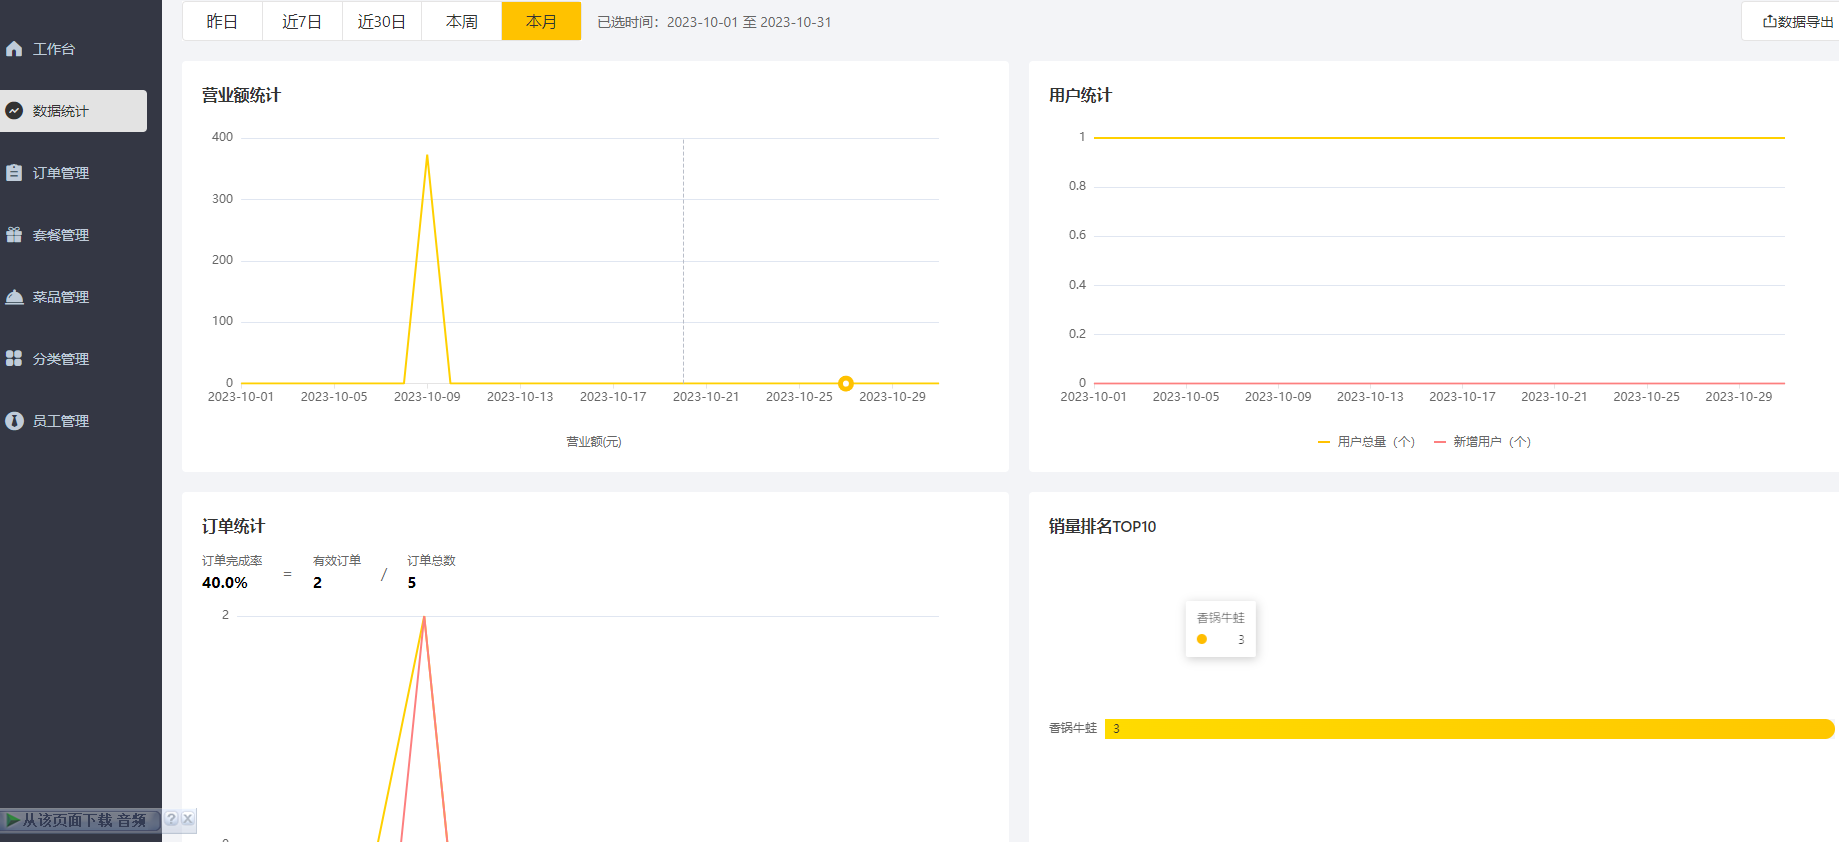 昨日 近7日 近30日 本周 本月 已选时间：2023-10-01 至 2023-10-31 数据导出
工作台
数据统计
订单管理
套餐管理
菜品管理
分类管理
员工管理
营业额统计
400
300
200
100
0
2023-10-01 2023-10-05 2023-10-09 2023-10-13 2023-10-17 2023-10-21 2023-10-25 2023-10-29
营业额(元)
用户统计
1
0.8
0.6
0.4
0.2
0
2023-10-01 2023-10-05 2023-10-09 2023-10-13 2023-10-17 2023-10-21 2023-10-25 2023-10-29
用户总量（个） 新增用户（个）
订单统计
订单完成率 有效订单 订单总数
40.0% = 2 / 5
2
销量排名TOP10
香锅牛蛙
3
香锅牛蛙 3
从该页面下载 音频 ? x